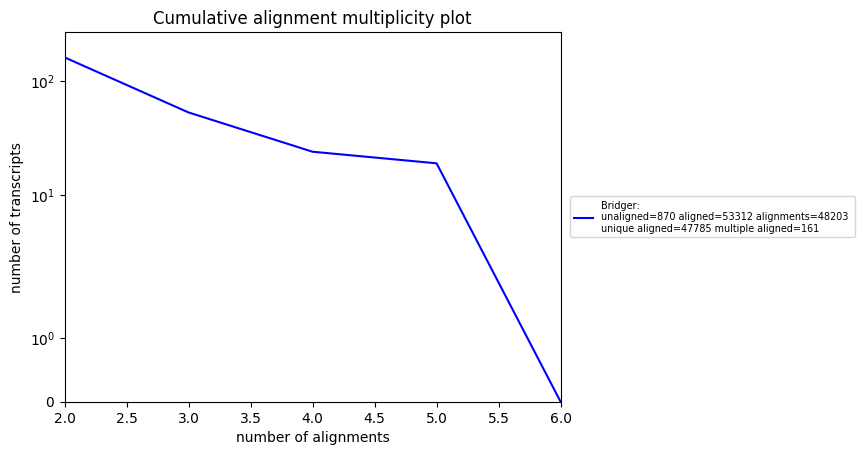 Cumulative alignment multiplicity plot
number of transcripts
10²
10¹
10⁰
0
2.0 2.5 3.0 3.5 4.0 4.5 5.0 5.5 6.0
number of alignments
Bridger:
unaligned=870 aligned=53312 alignments=48203
unique aligned=47785 multiple aligned=161